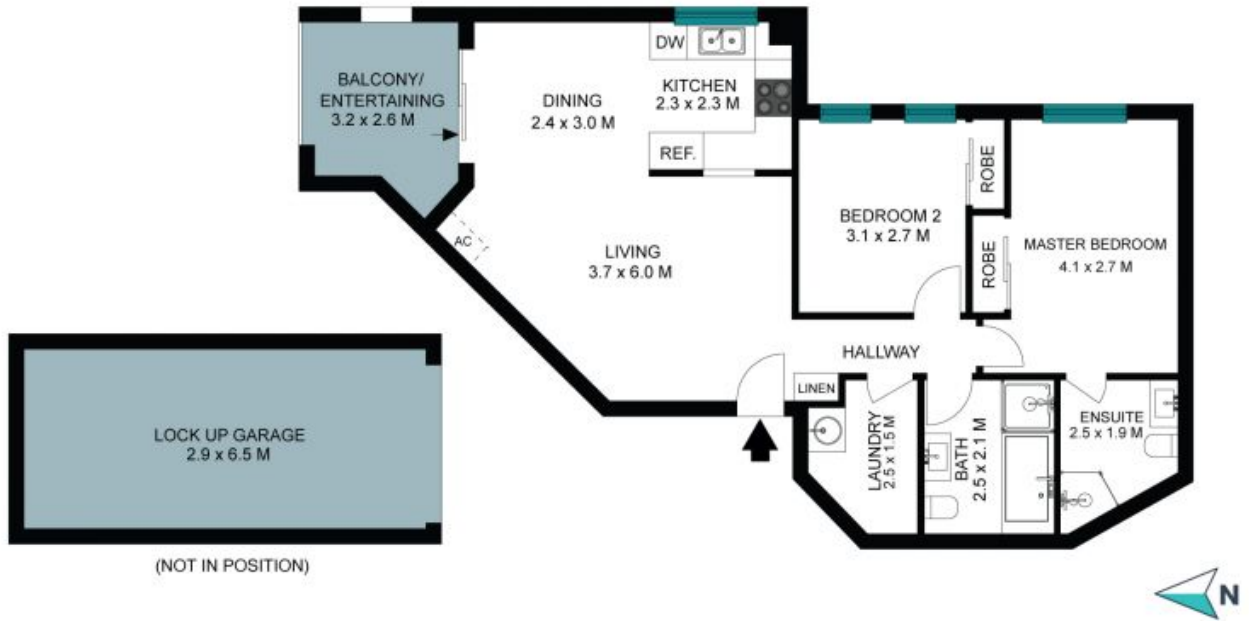 BALCONY/
ENTERTAINING
3.2 x 2.6 M
DINING
2.4 x 3.0 M
DW
KITCHEN
2.3 x 2.3 M
REF.
AC
LIVING
3.7 x 6.0 M
BEDROOM 2
3.1 x 2.7 M
ROBE
ROBE
MASTER BEDROOM
4.1 x 2.7 M
HALLWAY
LINEN
LAUNDRY
2.5 x 1.5 M
BATH
2.5 x 2.1 M
ENSUITE
2.5 x 1.9 M
LOCK UP GARAGE
2.9 x 6.5 M
(NOT IN POSITION)
N